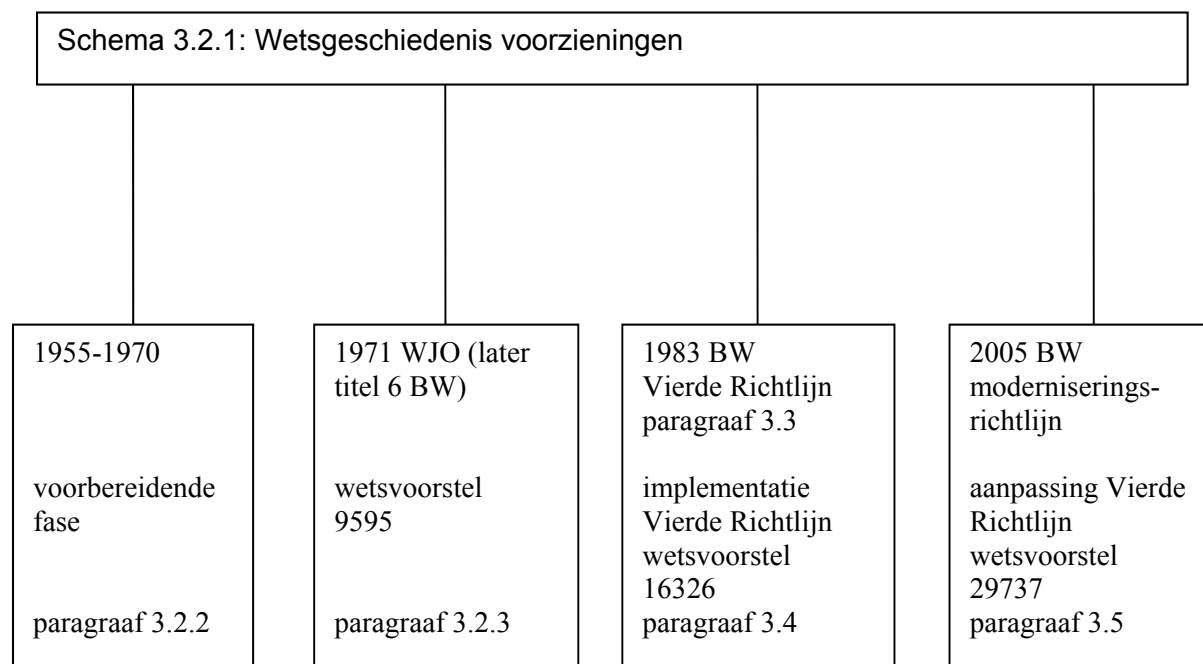 Schema 3.2.1: Wetsgeschiedenis voorzieningen
1955-1970
voorbereidende
fase
paragraaf 3.2.2
1971 WJO (later
titel 6 BW)
wetsvoorstel
9595
paragraaf 3.2.3
1983 BW
Vierde Richtlijn
paragraaf 3.3
implementatie
Vierde Richtlijn
wetsvoorstel
16326
paragraaf 3.4
2005 BW
moderniserings-
richtlijn
aanpassing Vierde
Richtlijn
wetsvoorstel
29737
paragraaf 3.5